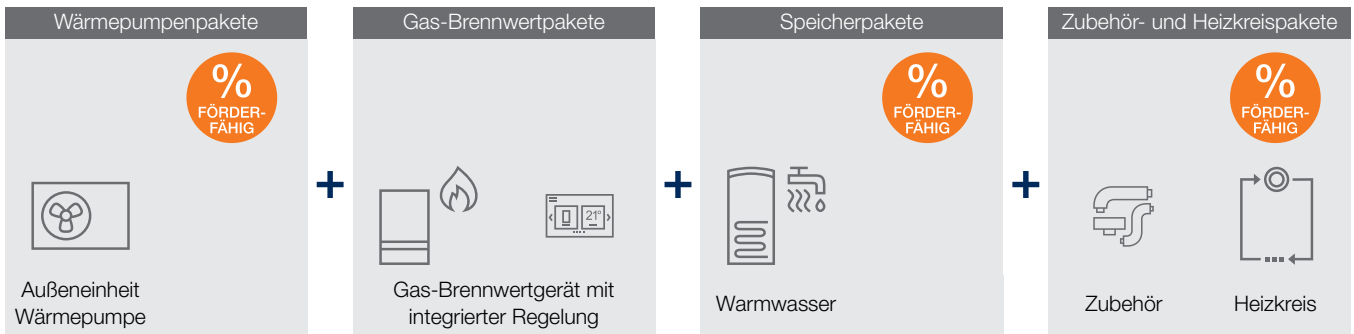 Wärmepumpenpakete
%
FÖRDER-
FÄHIG
Außeneinheit
Wärmepumpe
+
Gas-Brennwertpakete
21°
Gas-Brennwertgerät mit
integrierter Regelung
+
Speicherpakete
%
FÖRDER-
FÄHIG
Warmwasser
+
Zubehör- und Heizkreispakete
%
FÖRDER-
FÄHIG
Zubehör
Heizkreis